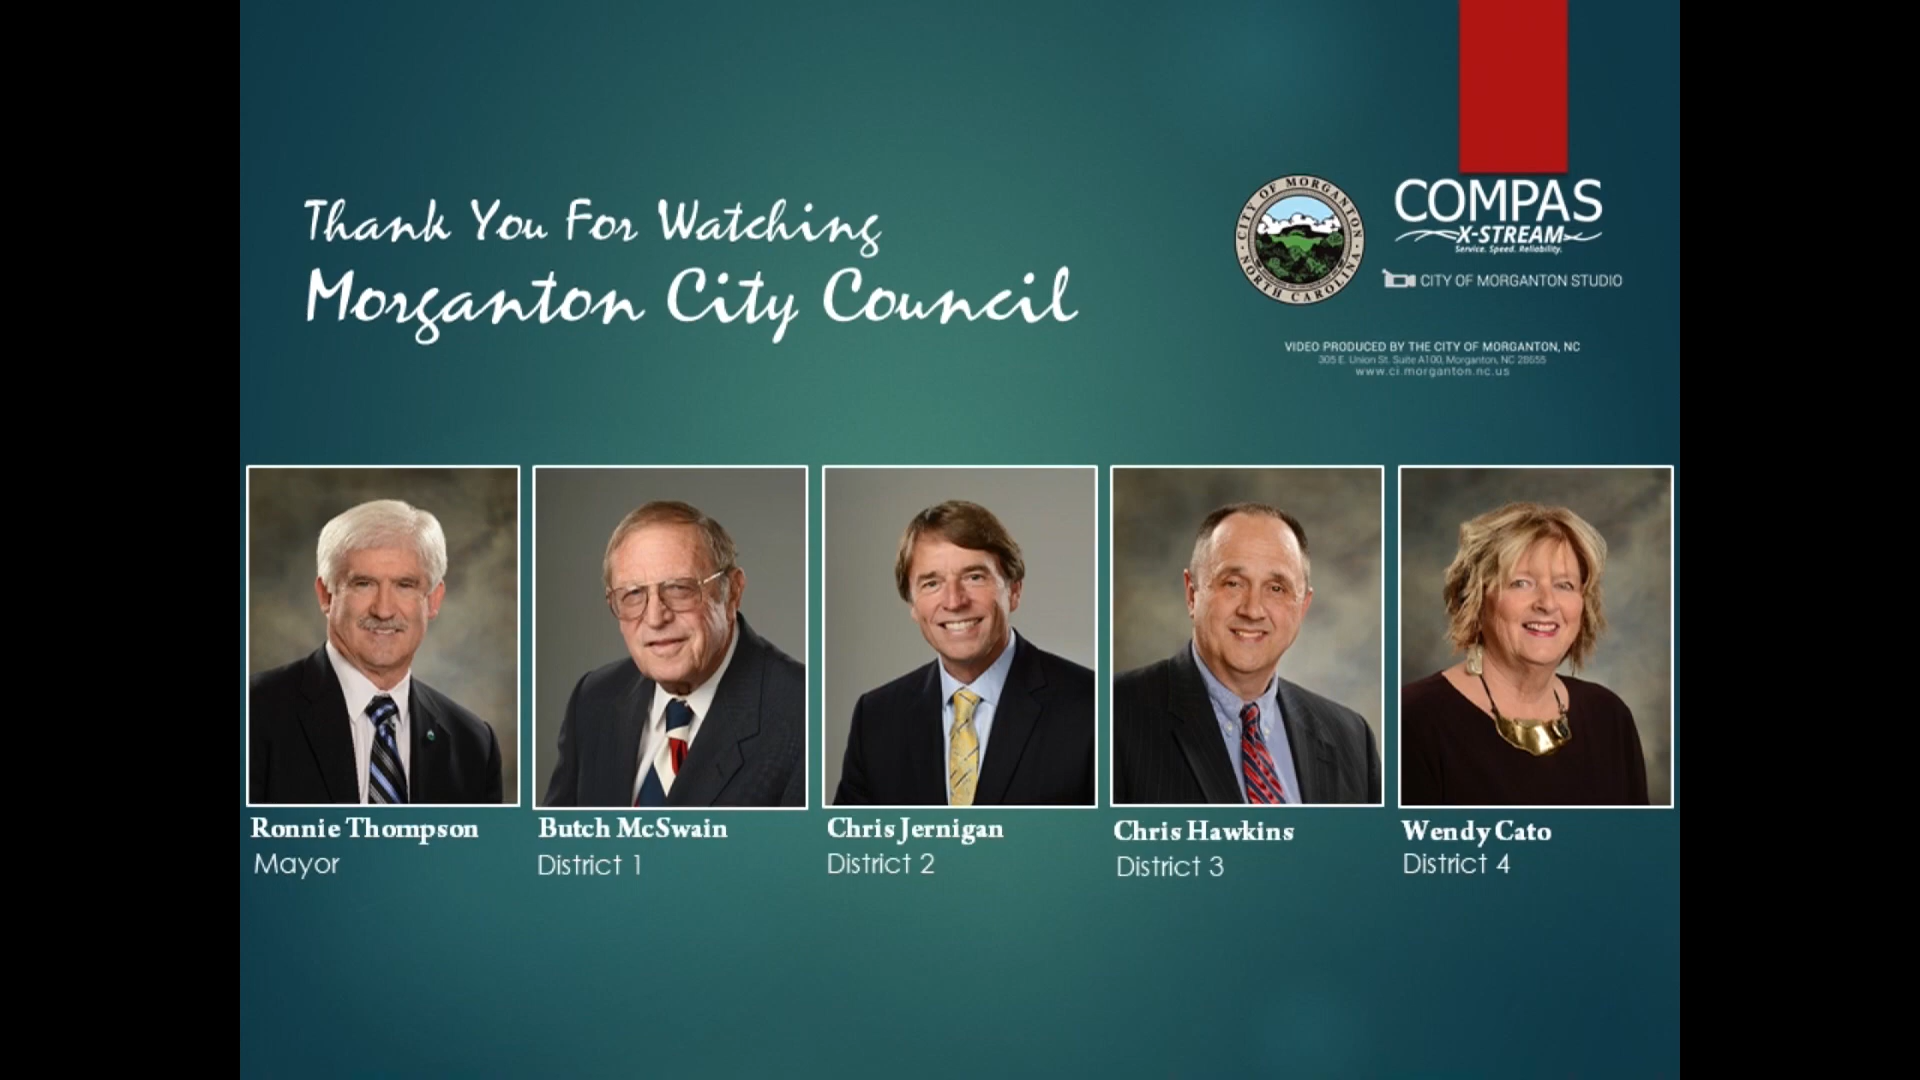 Thank You For Watching
Morganton City Council
CITY OF MORGANTON
NORTH CAROLINA
COMPAS
X-STREAM
Service. Speed. Reliability.
CITY OF MORGANTON STUDIO
VIDEO PRODUCED BY THE CITY OF MORGANTON, NC
305 E. Union St. Suite A100, Morganton, NC 28655
www.ci.morganton.nc.us
Ronnie Thompson
Mayor
Butch McSwain
District 1
Chris Jernigan
District 2
Chris Hawkins
District 3
Wendy Cato
District 4